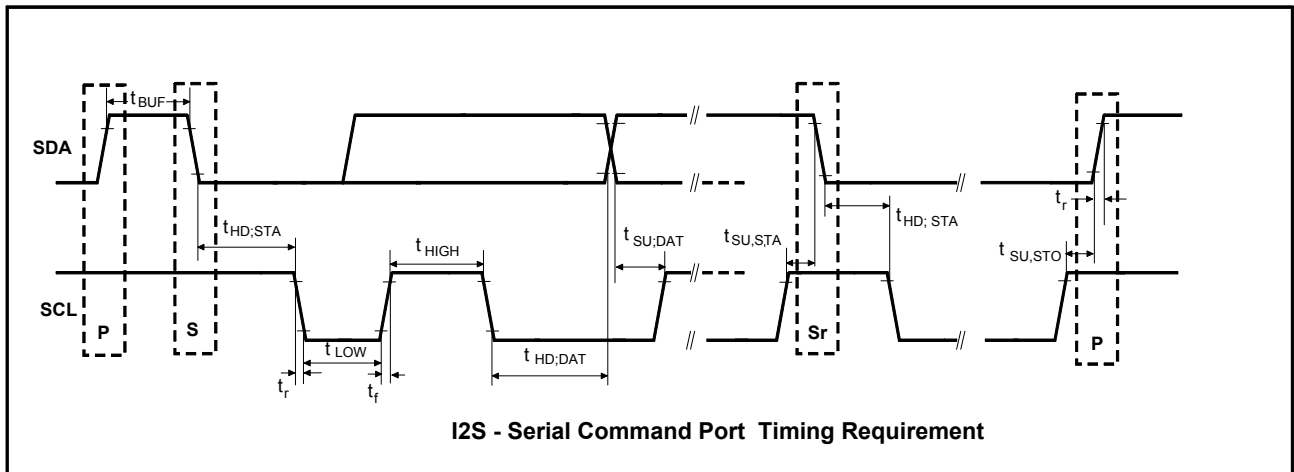 t BUF
SDA
t HD;STA
t HIGH
t SU;DAT
t SU,STA
t HD; STA
t r
t SU,STO
SCL
P
S
Sr
P
t LOW
t HD;DAT
t r
t f
I2S - Serial Command Port Timing Requirement